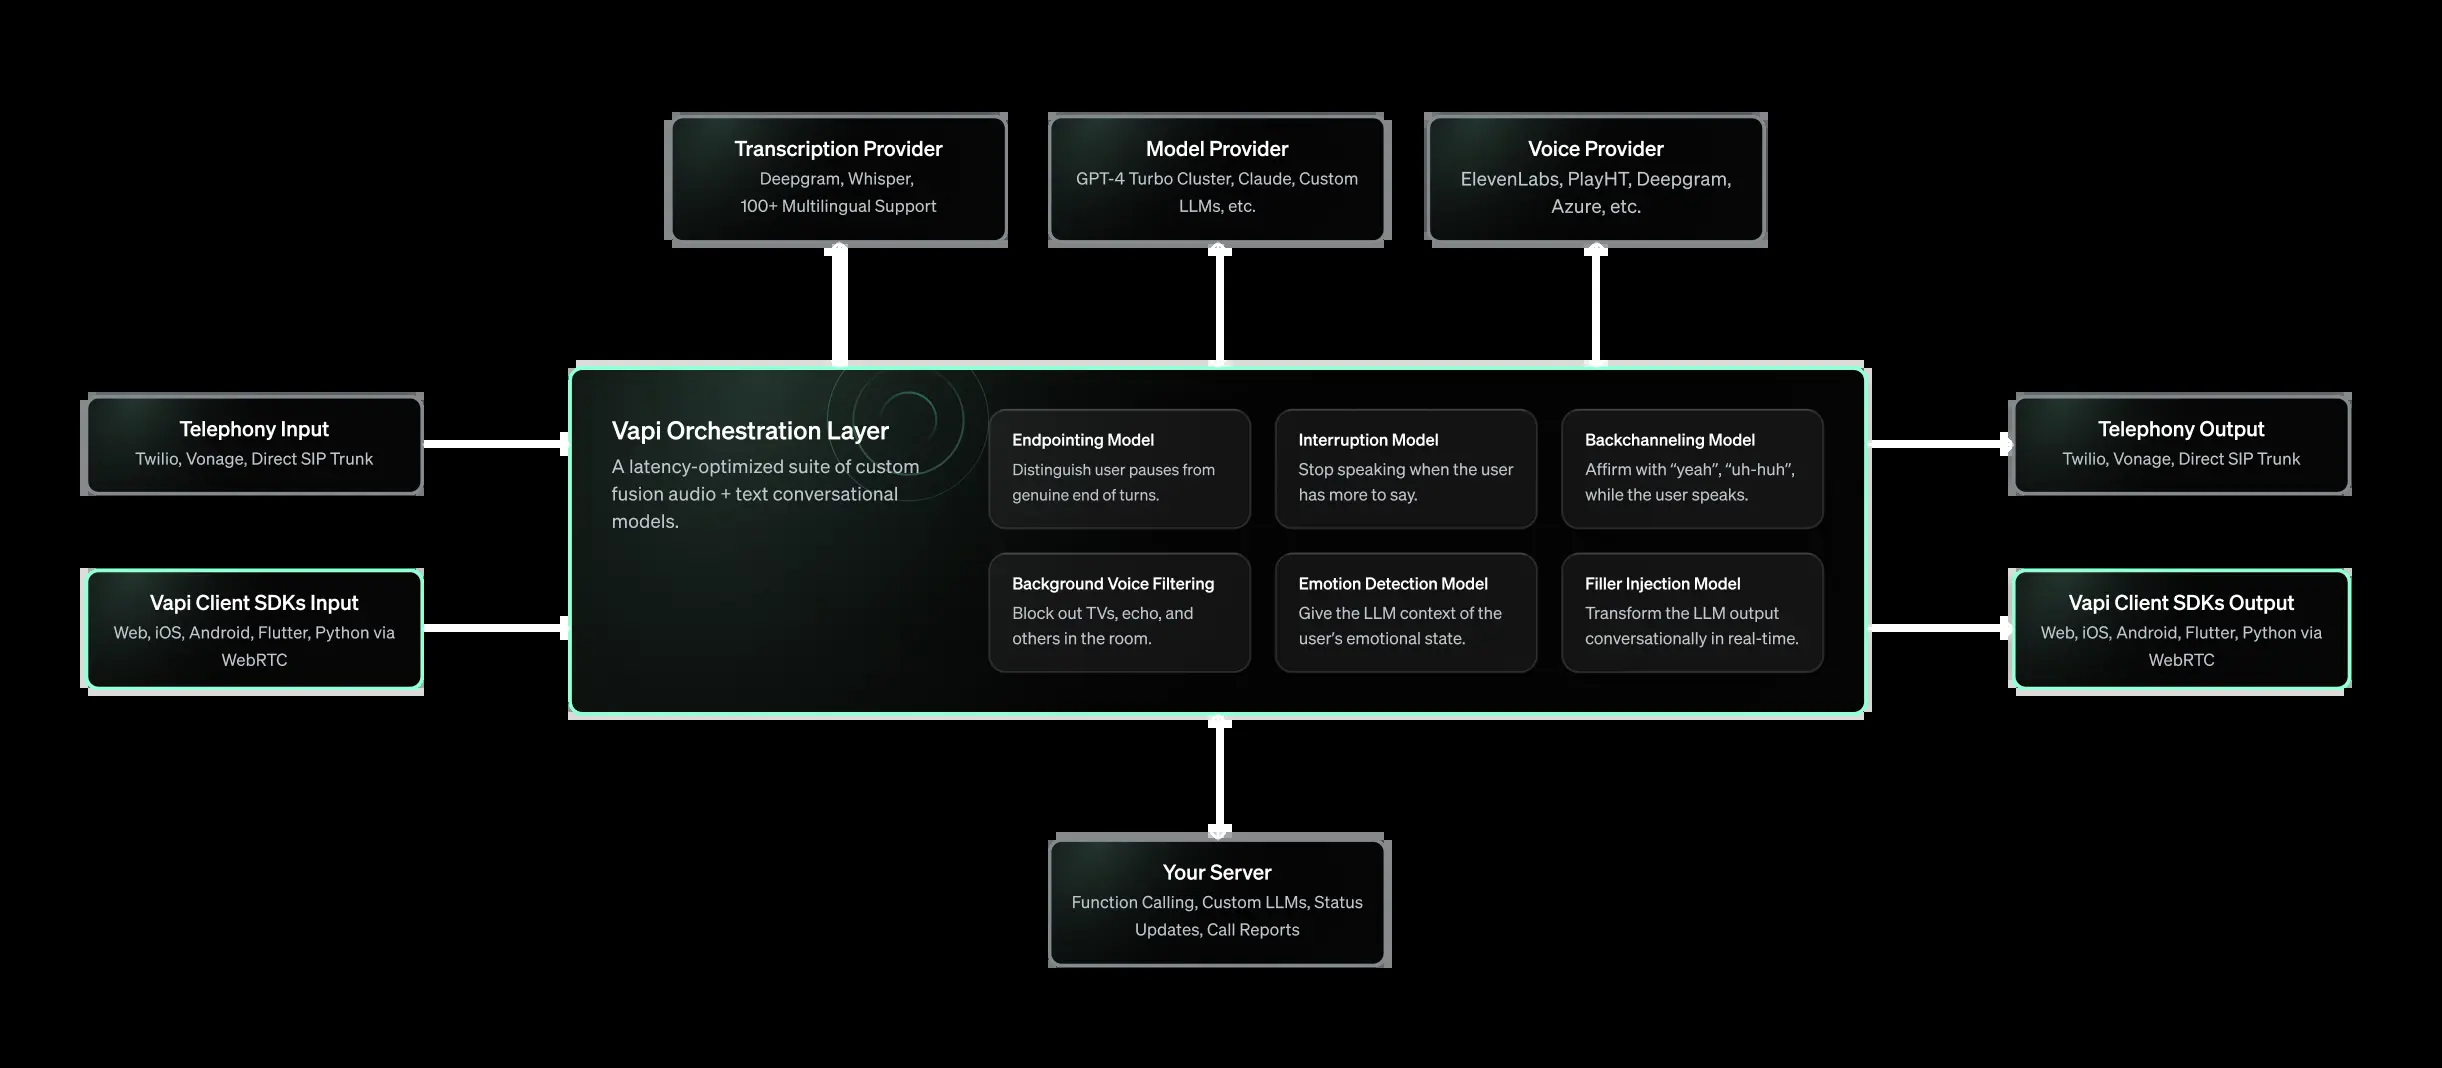 Transcription Provider
Deepgram, Whisper,
100+ Multilingual Support
Model Provider
GPT-4 Turbo Cluster, Claude, Custom
LLMs, etc.
Voice Provider
ElevenLabs, PlayHT, Deepgram,
Azure, etc.
Telephony Input
Twilio, Vonage, Direct SIP Trunk
Vapi Client SDKs Input
Web, iOS, Android, Flutter, Python via
WebRTC
Vapi Orchestration Layer
A latency-optimized suite of custom
fusion audio + text conversational
models.
Endpointing Model
Distinguish user pauses from
genuine end of turns.
Interruption Model
Stop speaking when the user
has more to say.
Backchanneling Model
Affirm with “yeah”, “uh-huh”,
while the user speaks.
Background Voice Filtering
Block out TVs, echo, and
others in the room.
Emotion Detection Model
Give the LLM context of the
user’s emotional state.
Filler Injection Model
Transform the LLM output
conversationally in real-time.
Telephony Output
Twilio, Vonage, Direct SIP Trunk
Vapi Client SDKs Output
Web, iOS, Android, Flutter, Python via
WebRTC
Your Server
Function Calling, Custom LLMs, Status
Updates, Call Reports